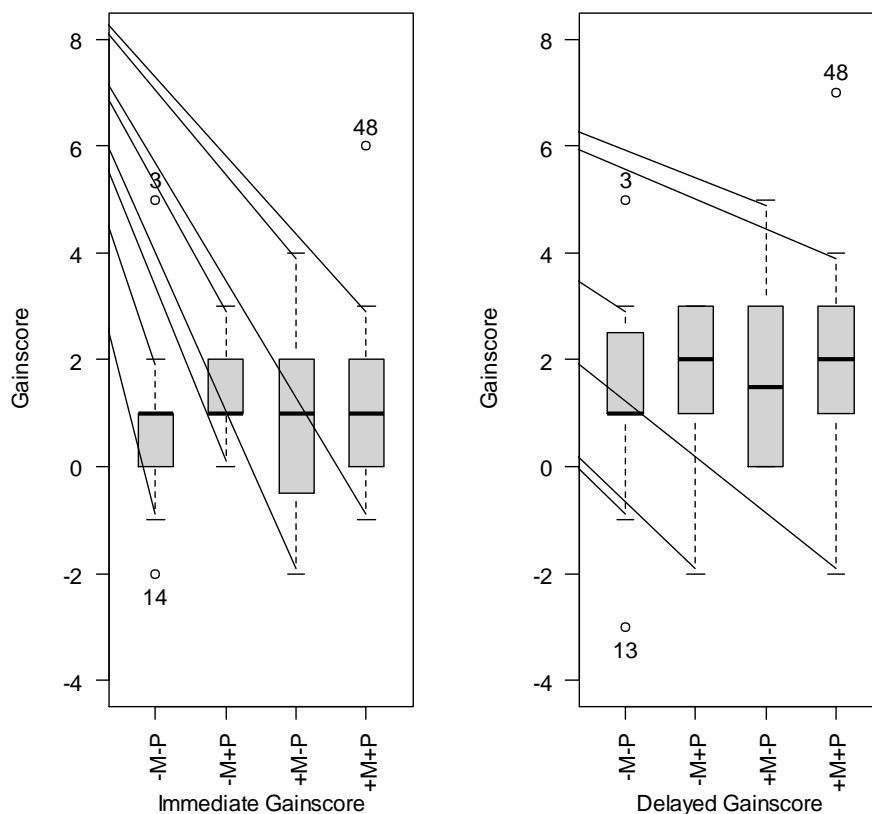 8
6
4
2
0
-2
-4
Gainscore
3
14
48
-M-P
-M+P
+M-P
+M+P
Immediate Gainscore
8
6
4
2
0
-2
-4
Gainscore
3
13
48
-M-P
-M+P
+M-P
+M+P
Delayed Gainscore